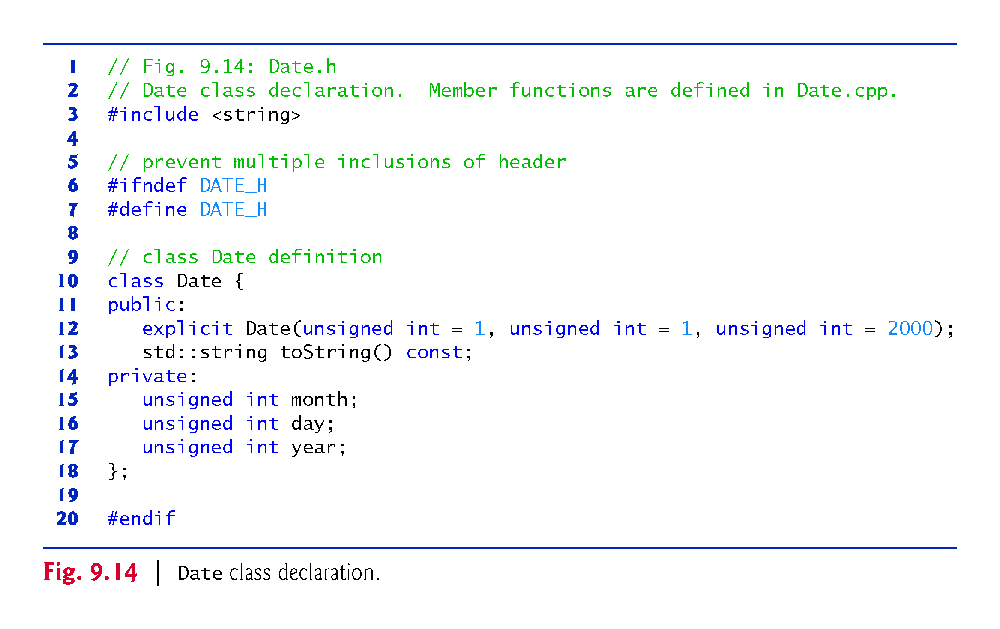 1 // Fig. 9.14: Date.h
2 // Date class declaration.  Member functions are defined in Date.cpp.
3 #include <string>
4
5 // prevent multiple inclusions of header
6 #ifndef DATE_H
7 #define DATE_H
8
9 // class Date definition
10 class Date {
11 public:
12    explicit Date(unsigned int = 1, unsigned int = 1, unsigned int = 2000);
13    std::string toString() const;
14 private:
15    unsigned int month;
16    unsigned int day;
17    unsigned int year;
18 };
19
20 #endif
Fig. 9.14 | Date class declaration.